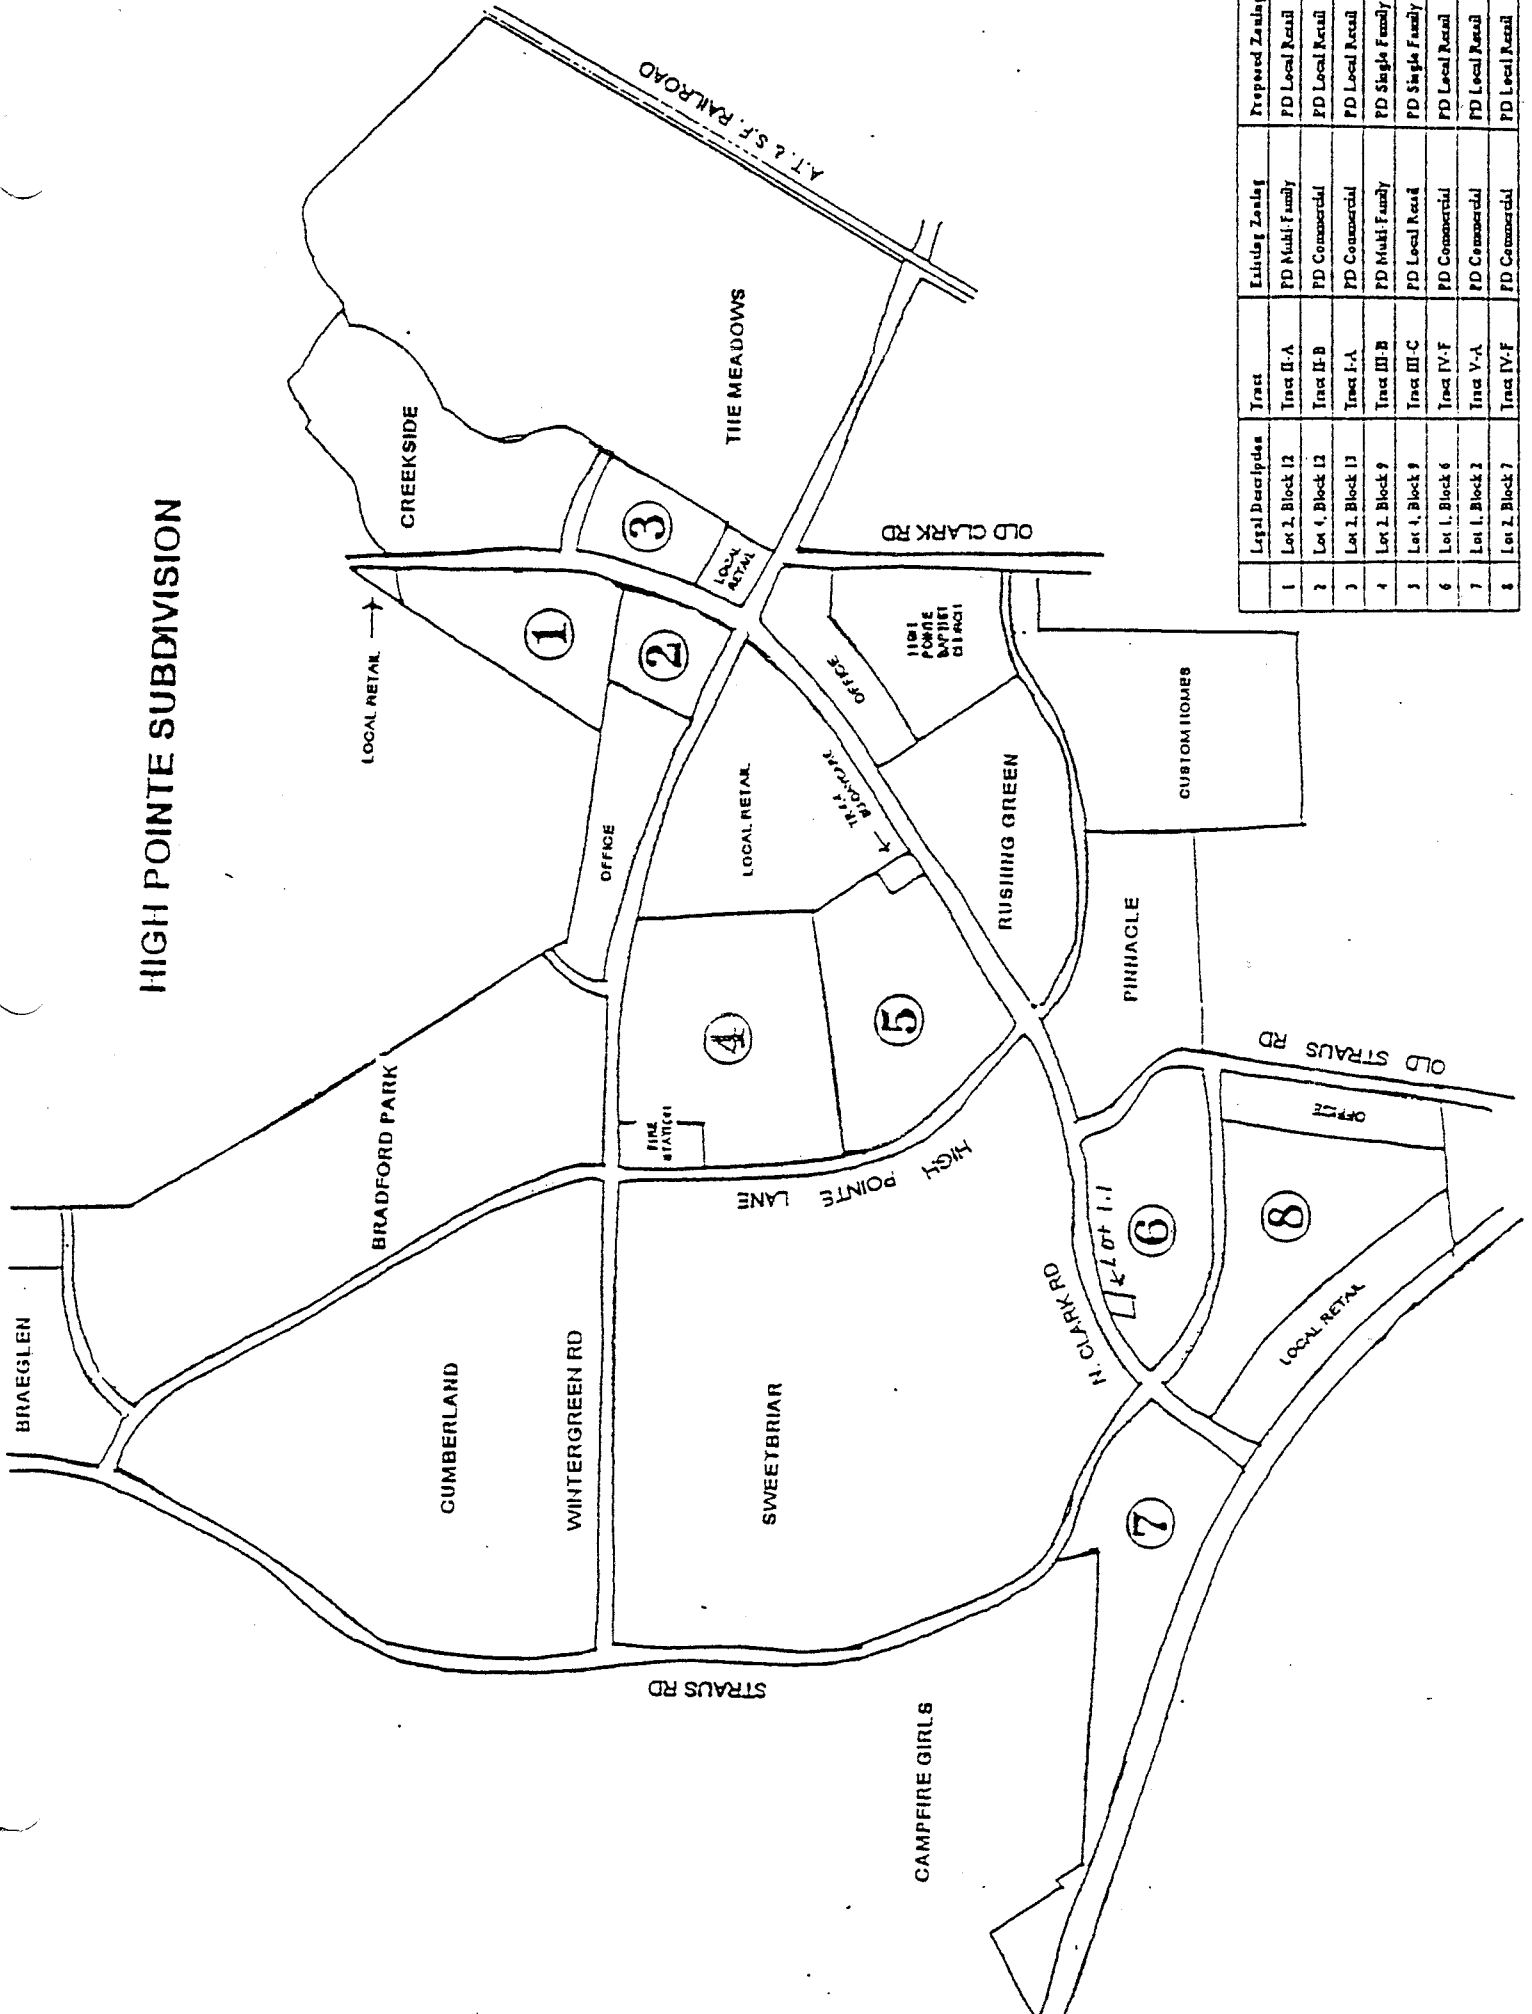 HIGH POINTE SUBDIVISION
A.T. & S.F. RAILROAD
CREEKSIDE
THE MEADOWS
LOCAL RETAIL
1
2
3
LOCAL
RETAIL
OLD CLARK RD
OFFICE
LOCAL RETAIL
OFFICE
HIGH
POINTE
BAPTIST
CHURCH
RUSHING GREEN
CUSTOM HOMES
PINNACLE
BRAEGLEN
BRADFORD PARK
4
5
FIRE
STATION
HIGH POINTE LANE
CUMBERLAND
WINTERGREEN RD
SWEETBRIAR
N. CLARK RD
Lot 1.1
6
OLD STRAUS RD
OFFICE
8
LOCAL RETAIL
7
STRAUS RD
CAMPFIRE GIRLS
Legal Description Tract Existing Zoning Proposed Zoning
1 Lot 2, Block 12 Tract II-A PD Multi-Family PD Local Retail
2 Lot 4, Block 12 Tract II-B PD Commercial PD Local Retail
3 Lot 2, Block 13 Tract I-A PD Commercial PD Local Retail
4 Lot 2, Block 9 Tract III-B PD Multi-Family PD Single Family
5 Lot 4, Block 9 Tract III-C PD Local Retail PD Single Family
6 Lot 1, Block 6 Tract IV-F PD Commercial PD Local Retail
7 Lot 1, Block 2 Tract V-A PD Commercial PD Local Retail
8 Lot 2, Block 7 Tract IV-F PD Commercial PD Local Retail